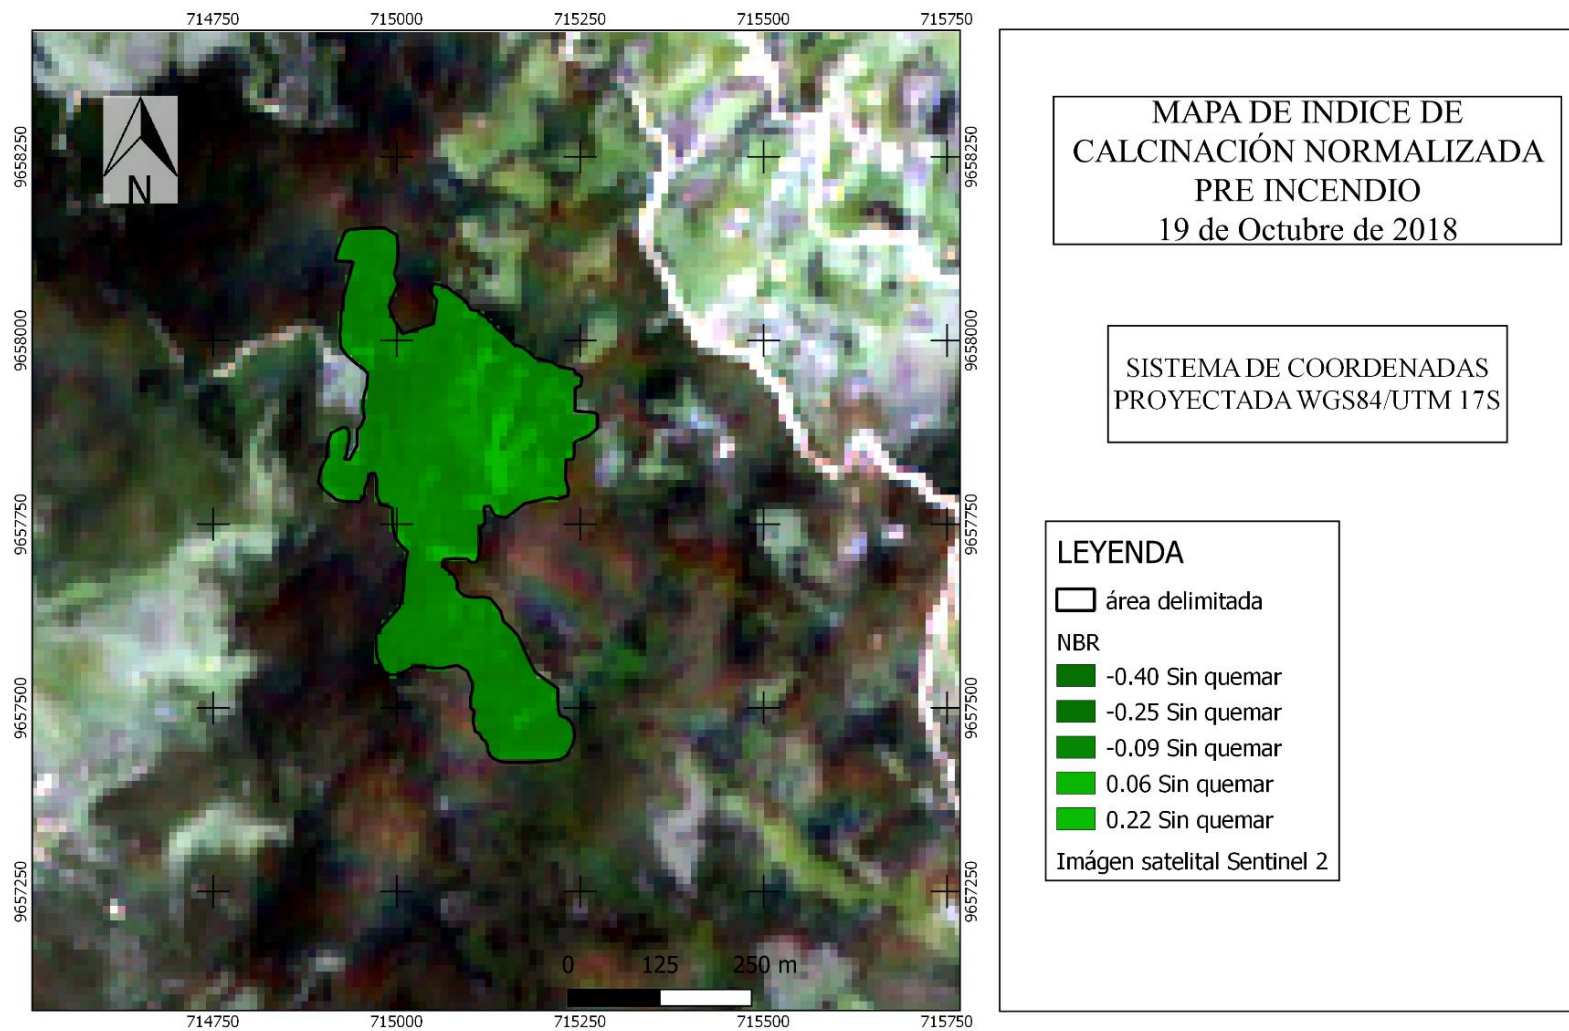 714750
715000
715250
715500
715750
9658250
9658000
9657750
9657500
9657250
N
9658250
9658000
9657750
9657500
9657250
0 125 250 m
714750
715000
715250
715500
715750
MAPA DE INDICE DE
CALCINACIÓN NORMALIZADA
PRE INCENDIO
19 de Octubre de 2018
SISTEMA DE COORDENADAS
PROYECTADA WGS84/UTM 17S
LEYENDA
área delimitada
NBR
-0.40 Sin quemar
-0.25 Sin quemar
-0.09 Sin quemar
0.06 Sin quemar
0.22 Sin quemar
Imágen satelital Sentinel 2